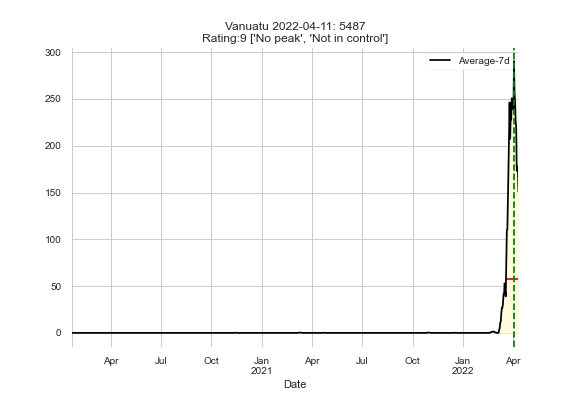 Vanuatu 2022-04-11: 5487
Rating:9 ['No peak', 'Not in control']
Average-7d
300
250
200
150
100
50
0
Apr Jul Oct Jan Apr Jul Oct Jan Apr
2021 2022
Date